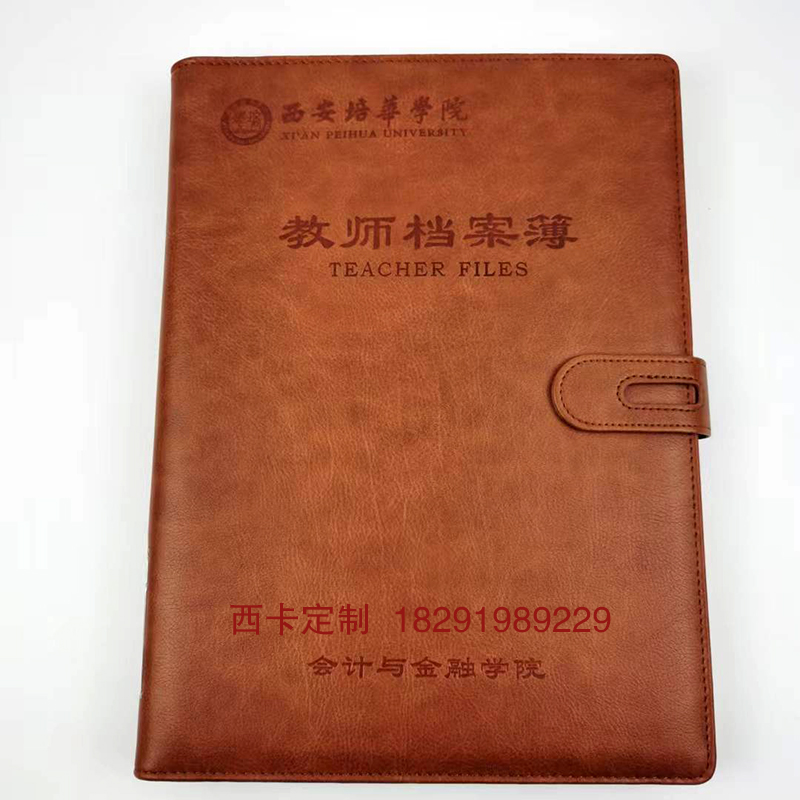 西安培華學院
XI'AN PEIHUA UNIVERSITY
教师档案簿
TEACHER FILES
西卡定制 18291989229
会计与金融学院